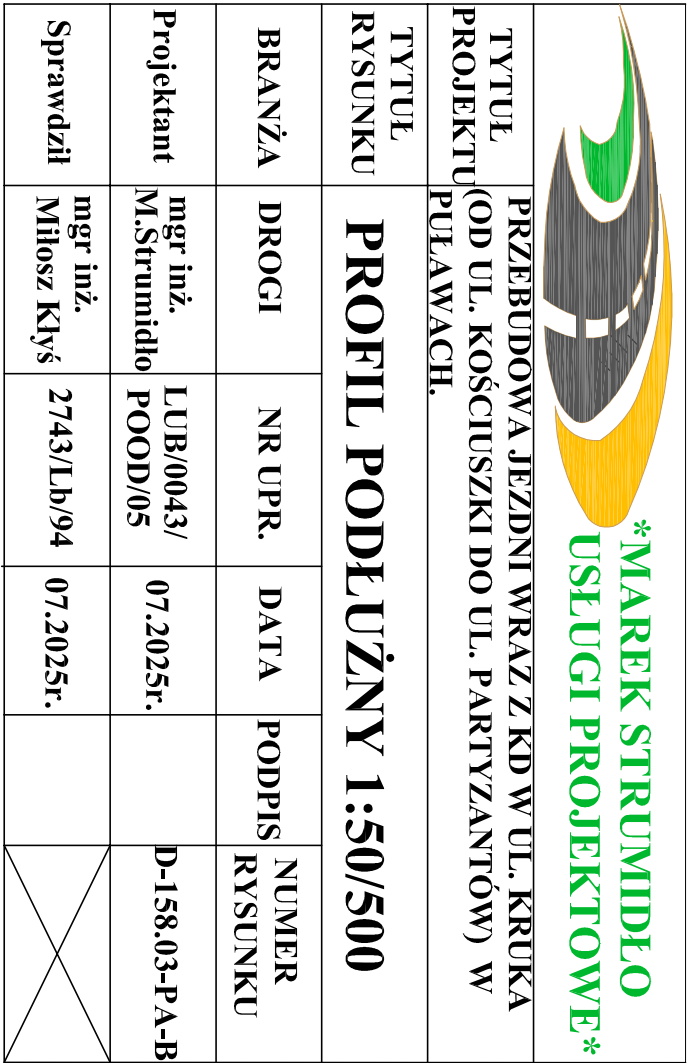 *MAREK STRUMIDŁO
USŁUGI PROJEKTOWE*
TYTUŁ
PROJEKTU
PRZEBUDOWA JEZDNI WRAZ Z KD W UL. KRUKA
(OD UL. KOŚCIUSZKI DO UL. PARTYZANTÓW) W
PUŁAWACH.
TYTUŁ
RYSUNKU
PROFIL PODŁUŻNY 1:50/500
BRANŻA
DROGI
NR UPR.
DATA
PODPIS
NUMER
RYSUNKU
Projektant
mgr inż.
M.Strumidło
LUB/0043/
POOD/05
07.2025r.
D-158.03-PA-B
Sprawdził
mgr inż.
Miłosz Kłyś
2743/Lb/94
07.2025r.